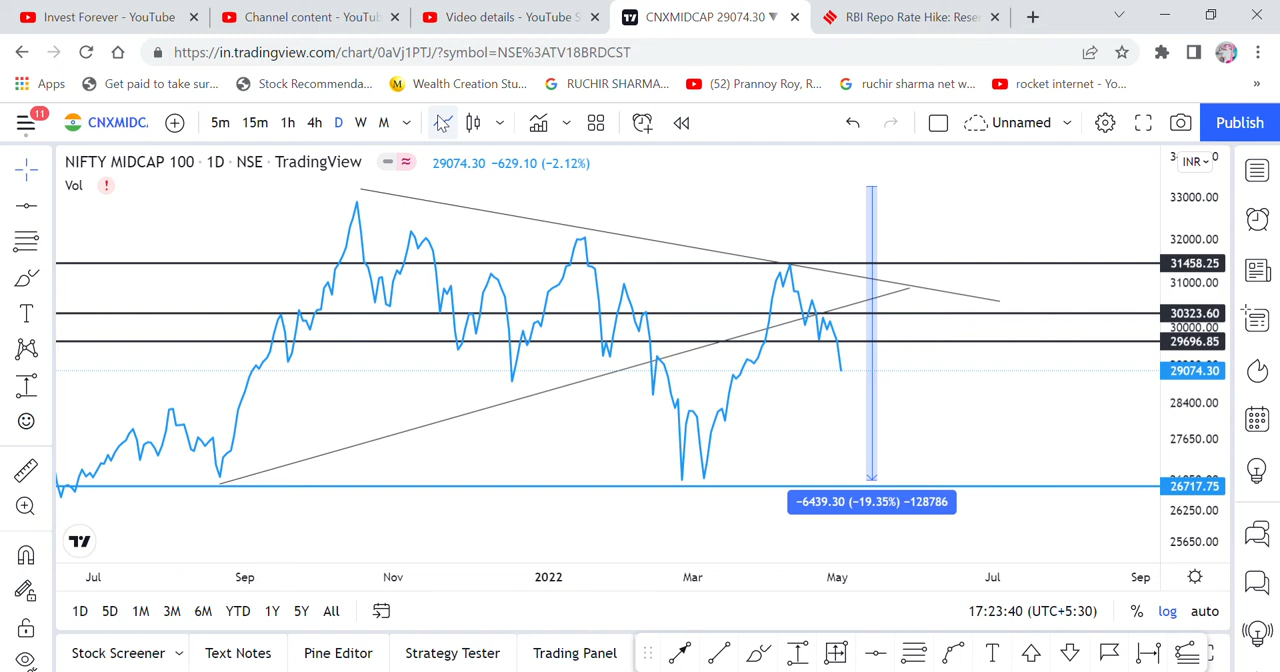 Invest Forever - YouTube
Channel content - YouTu
Video details - YouTube S
CNXMIDCAP 29074.30 ▼
RBI Repo Rate Hike: Rese
https://in.tradingview.com/chart/0aVj1PTJ/?symbol=NSE%3ATV18BRDCST
Apps
Get paid to take sur...
Stock Recommenda...
Wealth Creation Stu...
RUCHIR SHARMA...
(52) Prannoy Roy, R...
ruchir sharma net w...
rocket internet - Yo...
»
11
CNXMIDC
5m 15m 1h 4h D W M
Unnamed
Publish
NIFTY MIDCAP 100 · 1D · NSE · TradingView
29074.30 −629.10 (−2.12%)
Vol
INR
33000.00
32000.00
31458.25
31000.00
30323.60
30000.00
29696.85
29074.30
28400.00
27650.00
26717.75
26250.00
25650.00
−6439.30 (−19.35%) −128786
Jul Sep Nov 2022 Mar May Jul Sep
1D 5D 1M 3M 6M YTD 1Y 5Y All
17:23:40 (UTC+5:30)
% log auto
Stock Screener
Text Notes
Pine Editor
Strategy Tester
Trading Panel